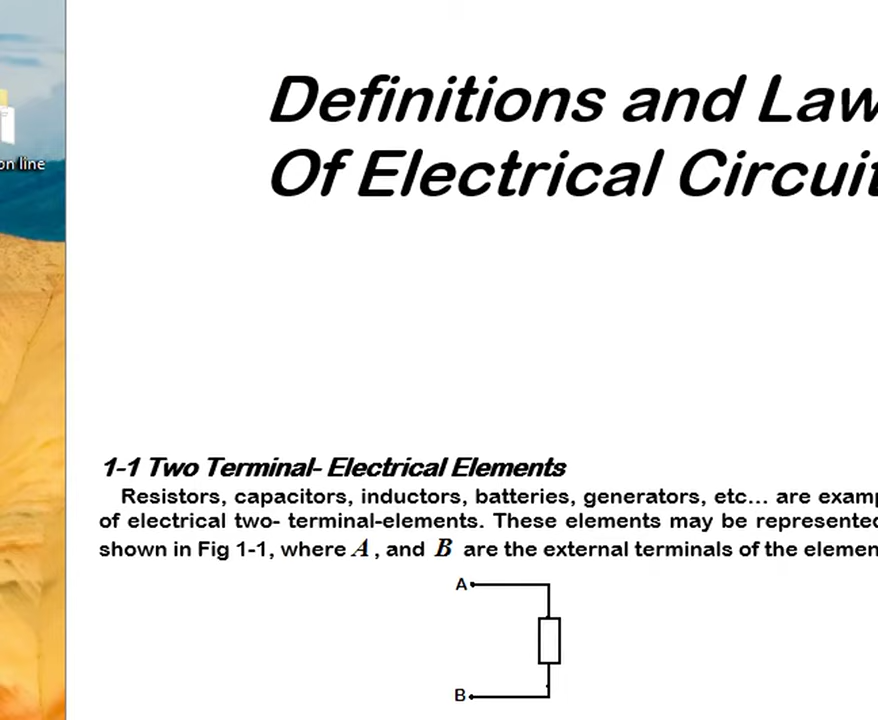 on line
Definitions and Law
Of Electrical Circuit
1-1 Two Terminal- Electrical Elements
Resistors, capacitors, inductors, batteries, generators, etc... are examp
of electrical two- terminal-elements. These elements may be represented
shown in Fig 1-1, where A , and B are the external terminals of the elemen
A
B